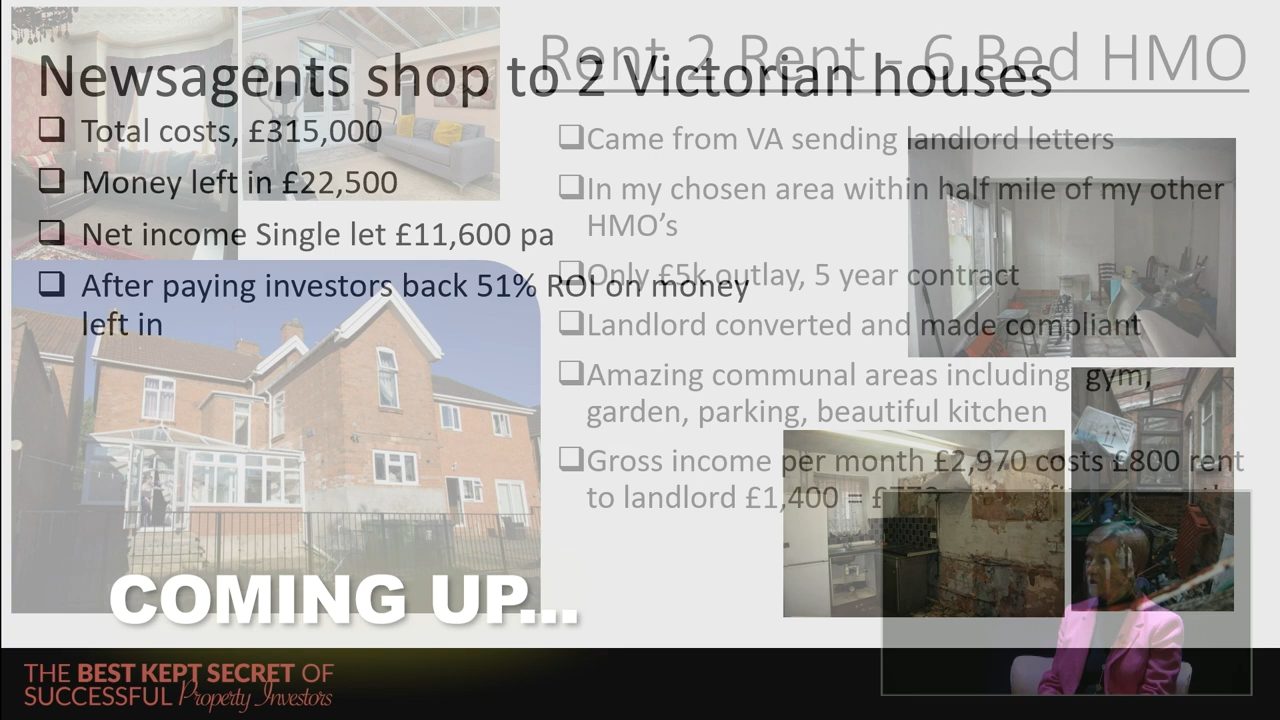 Rent 2 Rent - 6 Bed HMO
Newsagents shop to 2 Victorian houses
Total costs, £315,000
Money left in £22,500
Net income Single let £11,600 pa
After paying investors back 51% ROI on money
left in
Came from VA sending landlord letters
In my chosen area within half mile of my other
HMO’s
Only £5k outlay, 5 year contract
Landlord converted and made compliant
Amazing communal areas including gym,
garden, parking, beautiful kitchen
Gross income per month £2,970 costs £800 rent
to landlord £1,400 =
COMING UP...
THE BEST KEPT SECRET OF
SUCCESSFUL Property Investors